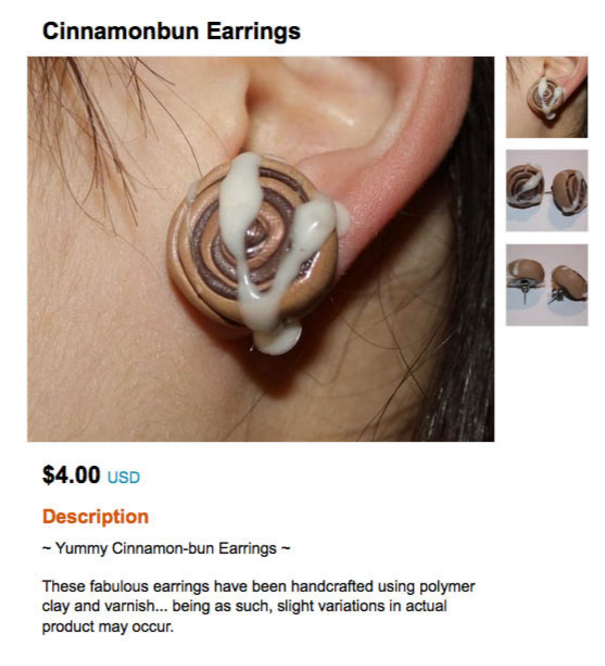 Cinnamonbun Earrings
$4.00 USD
Description
~ Yummy Cinnamon-bun Earrings ~
These fabulous earrings have been handcrafted using polymer
clay and varnish... being as such, slight variations in actual
product may occur.